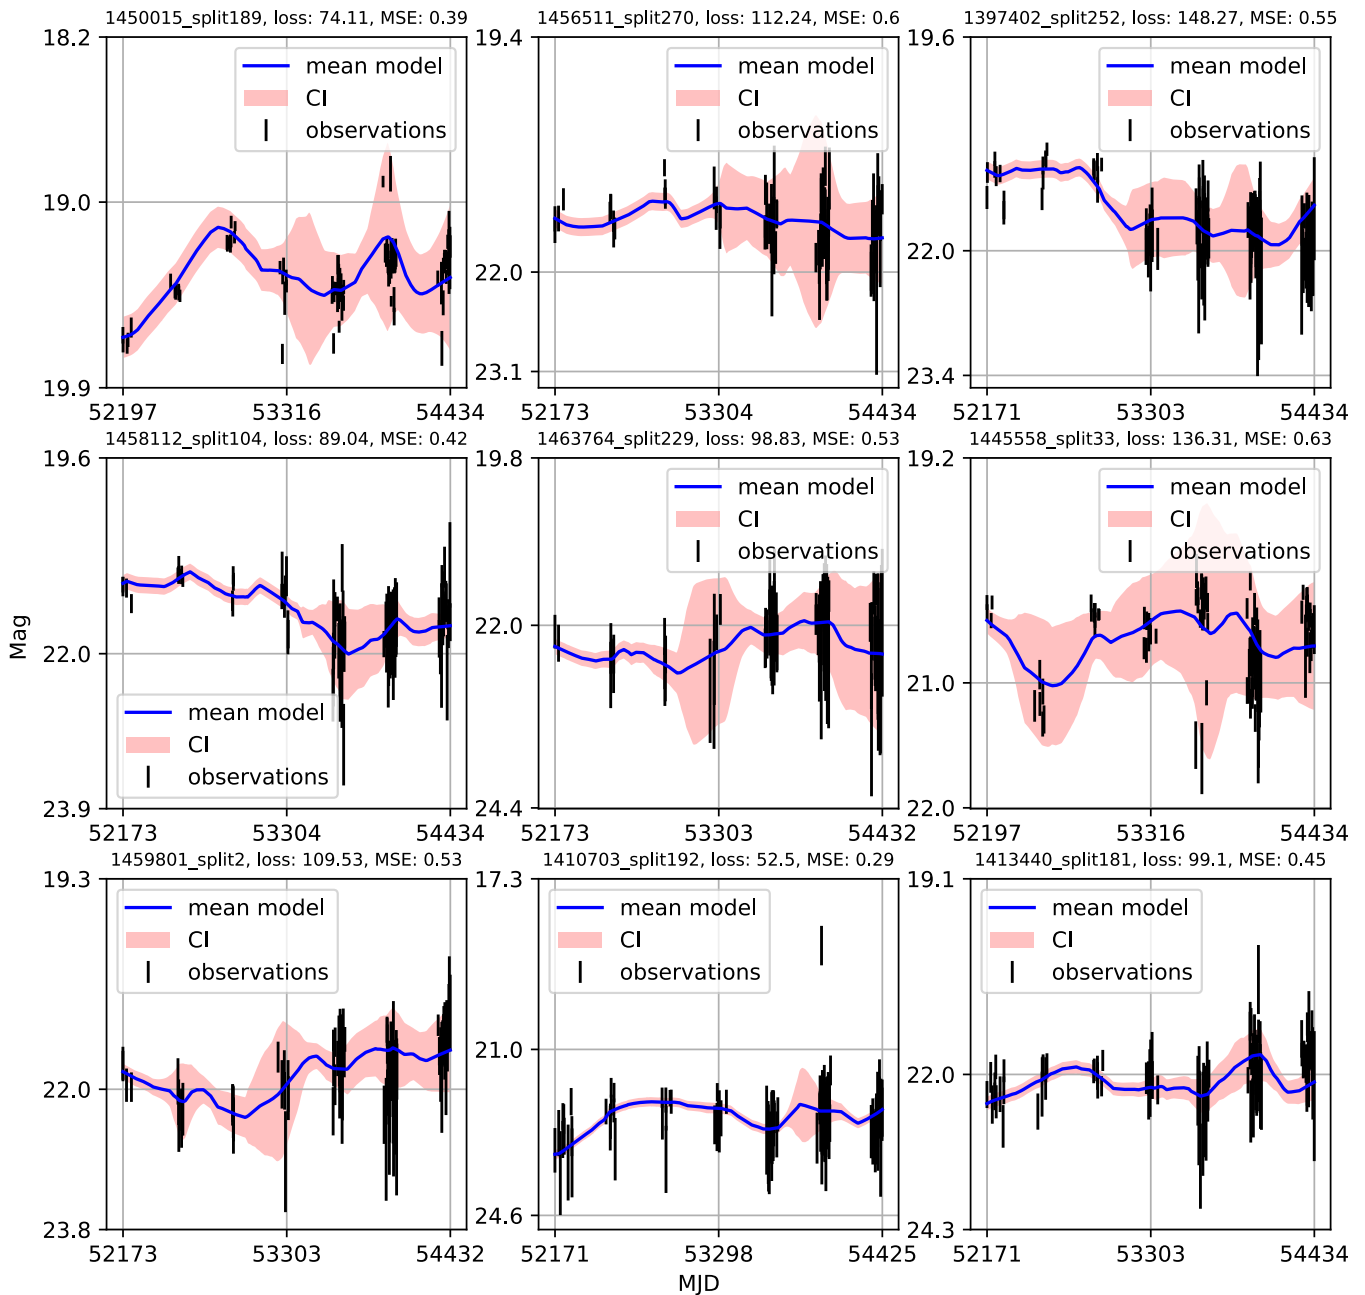 1450015_split189, loss: 74.11, MSE: 0.39
18.2
19.0
19.9
52197
53316
54434
mean model
CI
observations
1456511_split270, loss: 112.24, MSE: 0.6
19.4
22.0
23.1
52173
53304
54434
mean model
CI
observations
1397402_split252, loss: 148.27, MSE: 0.55
19.6
22.0
23.4
52171
53303
54434
mean model
CI
observations
1458112_split104, loss: 89.04, MSE: 0.42
19.6
22.0
23.9
52173
53304
54434
mean model
CI
observations
Mag
1463764_split229, loss: 98.83, MSE: 0.53
19.8
22.0
24.4
52173
53303
54432
mean model
CI
observations
1445558_split33, loss: 136.31, MSE: 0.63
19.2
21.0
22.0
52197
53316
54434
mean model
CI
observations
1459801_split2, loss: 109.53, MSE: 0.53
19.3
22.0
23.8
52173
53303
54432
mean model
CI
observations
1410703_split192, loss: 52.5, MSE: 0.29
17.3
21.0
24.6
52171
53298
54425
mean model
CI
observations
1413440_split181, loss: 99.1, MSE: 0.45
19.1
22.0
24.3
52171
53303
54434
mean model
CI
observations
MJD